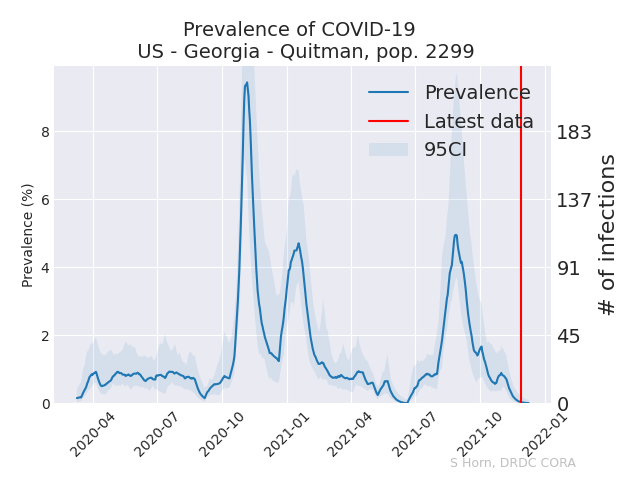 Prevalence of COVID-19
US - Georgia - Quitman, pop. 2299
Prevalence
Latest data
95CI
Prevalence (%)
8
6
4
2
0
183
137
91
45
0
# of infections
2020-04
2020-07
2020-10
2021-01
2021-04
2021-07
2021-10
2022-01
S Horn, DRDC CORA